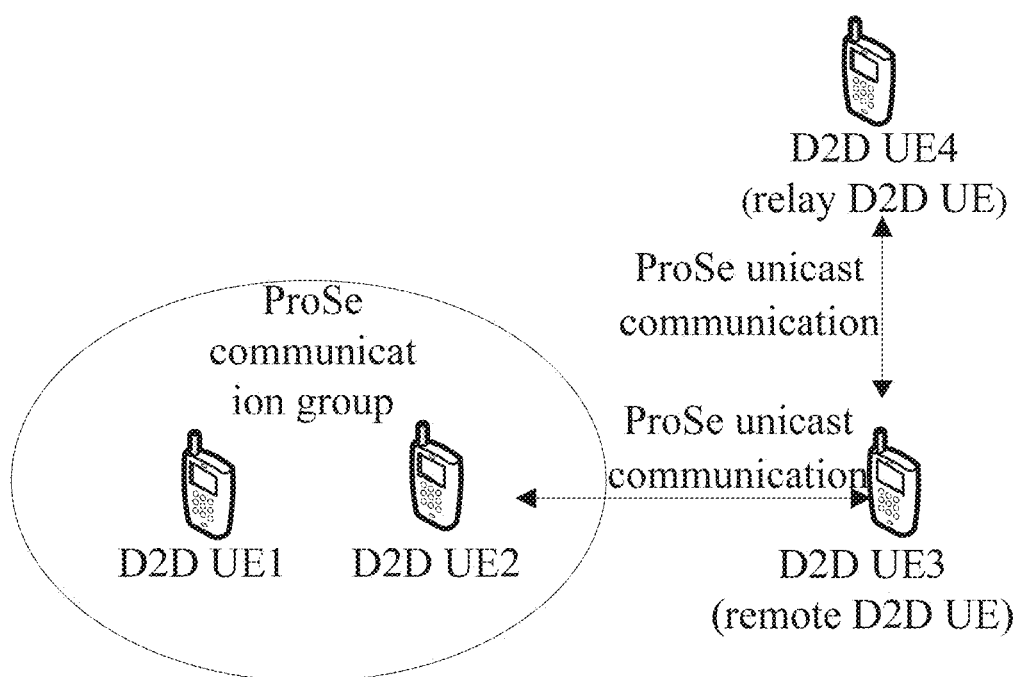 D2D UE4
(relay D2D UE)
ProSe unicast
communication
ProSe
communicat
ion group
ProSe unicast
communication
D2D UE1
D2D UE2
D2D UE3
(remote D2D UE)